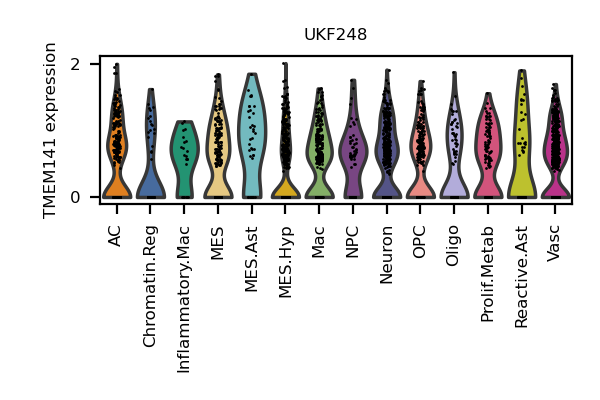 UKF248
TMEM141 expression
2
0
AC
Chromatin.Reg
Inflammatory.Mac
MES
MES.Ast
MES.Hyp
Mac
NPC
Neuron
OPC
Oligo
Prolif.Metab
Reactive.Ast
Vasc